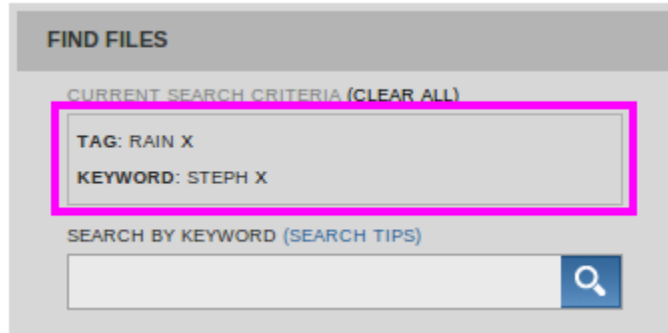 FIND FILES
CURRENT SEARCH CRITERIA (CLEAR ALL)
TAG: RAIN X
KEYWORD: STEPH X
SEARCH BY KEYWORD (SEARCH TIPS)